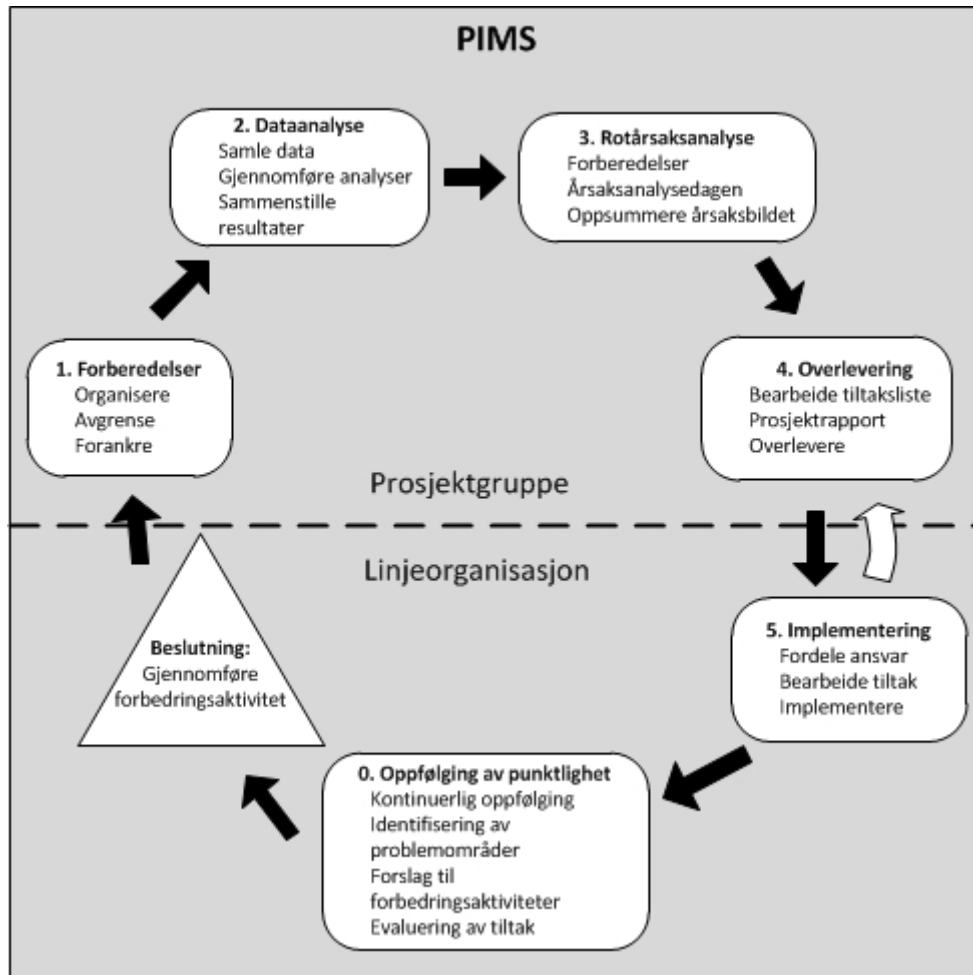 PIMS
2. Dataanalyse
Samle data
Gjennomføre analyser
Sammenstille
resultater
3. Rotårsaksanalyse
Forberedelser
Årsaksanalysedagen
Oppsummere årsaksbildet
1. Forberedelser
Organisere
Avgrense
Forankre
4. Overlevering
Bearbeide tiltaksliste
Prosjektrapport
Overlevere
Prosjektgruppe
Linjeorganisasjon
Beslutning:
Gjennomføre
forbedringsaktivitet
5. Implementering
Fordele ansvar
Bearbeide tiltak
Implementere
0. Oppfølging av punktlighet
Kontinuerlig oppfølging
Identifisering av
problemområder
Forslag til
forbedringsaktiviteter
Evaluering av tiltak